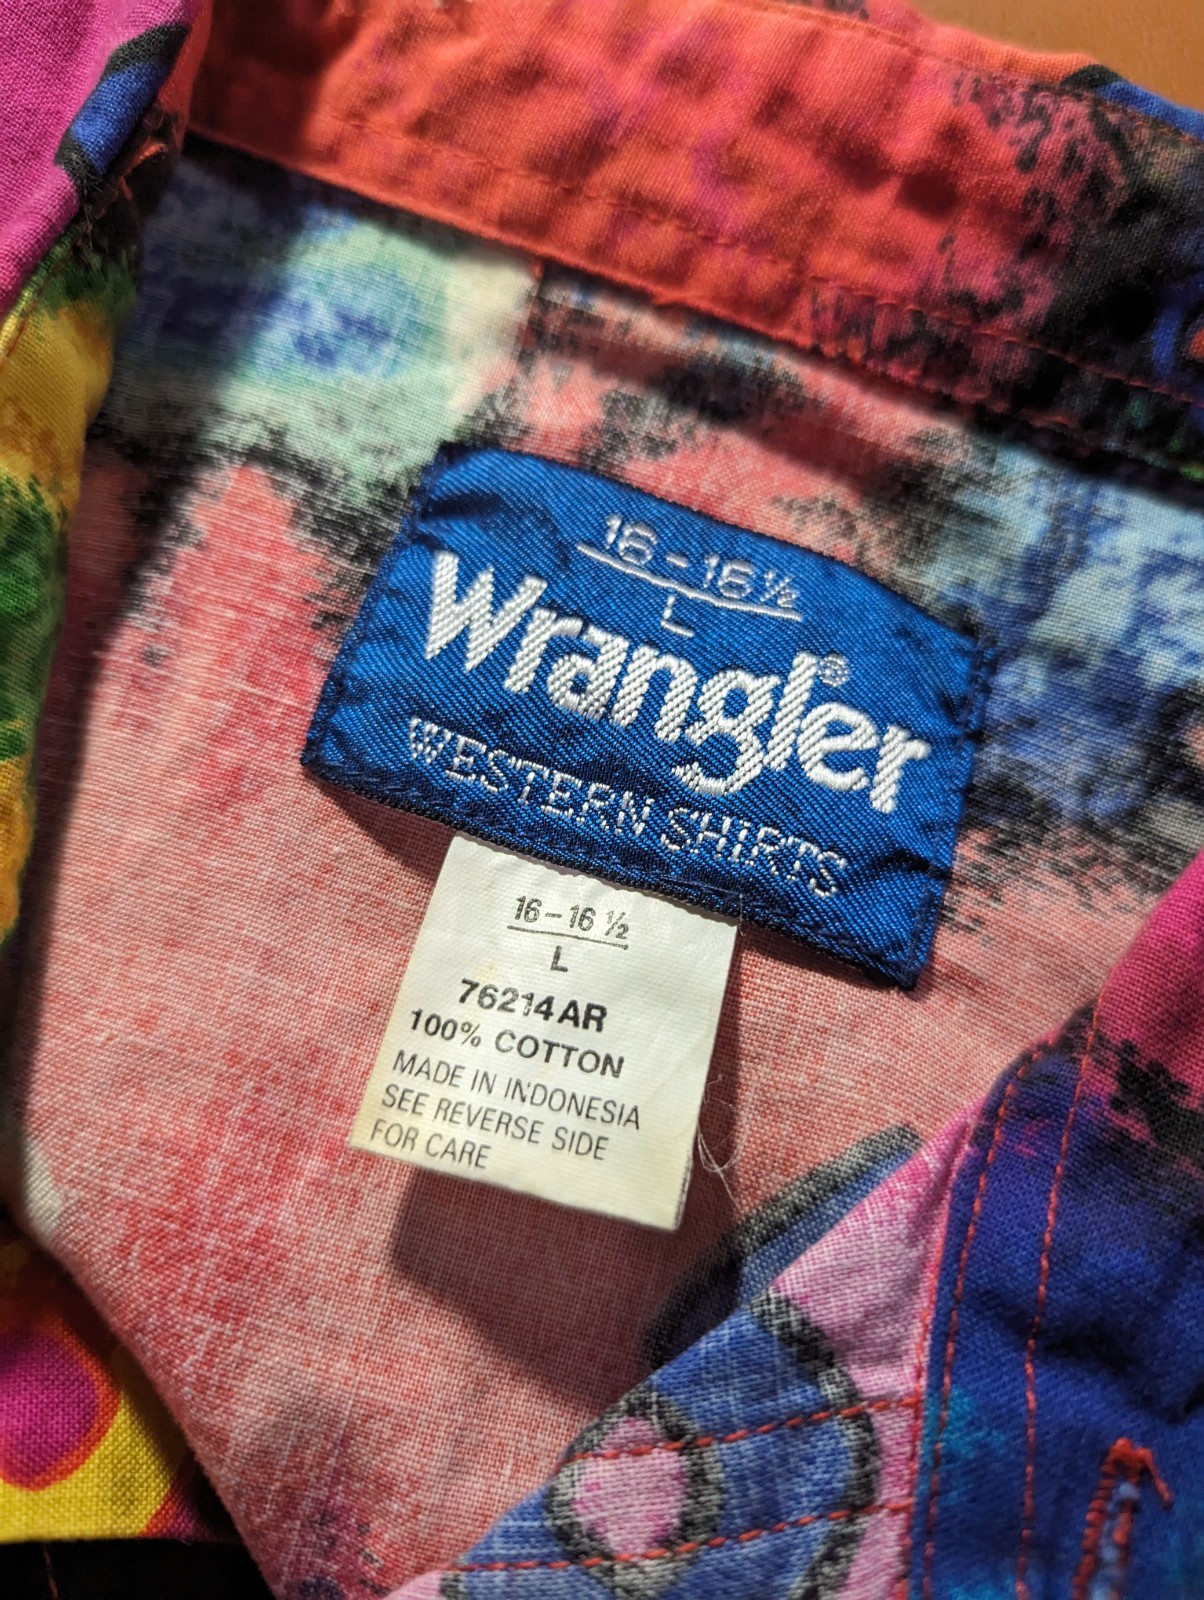 16-16½
L
Wrangler®
WESTERN SHIRTS
16-16 ½
L
76214AR
100% COTTON
MADE IN INDONESIA
SEE REVERSE SIDE
FOR CARE